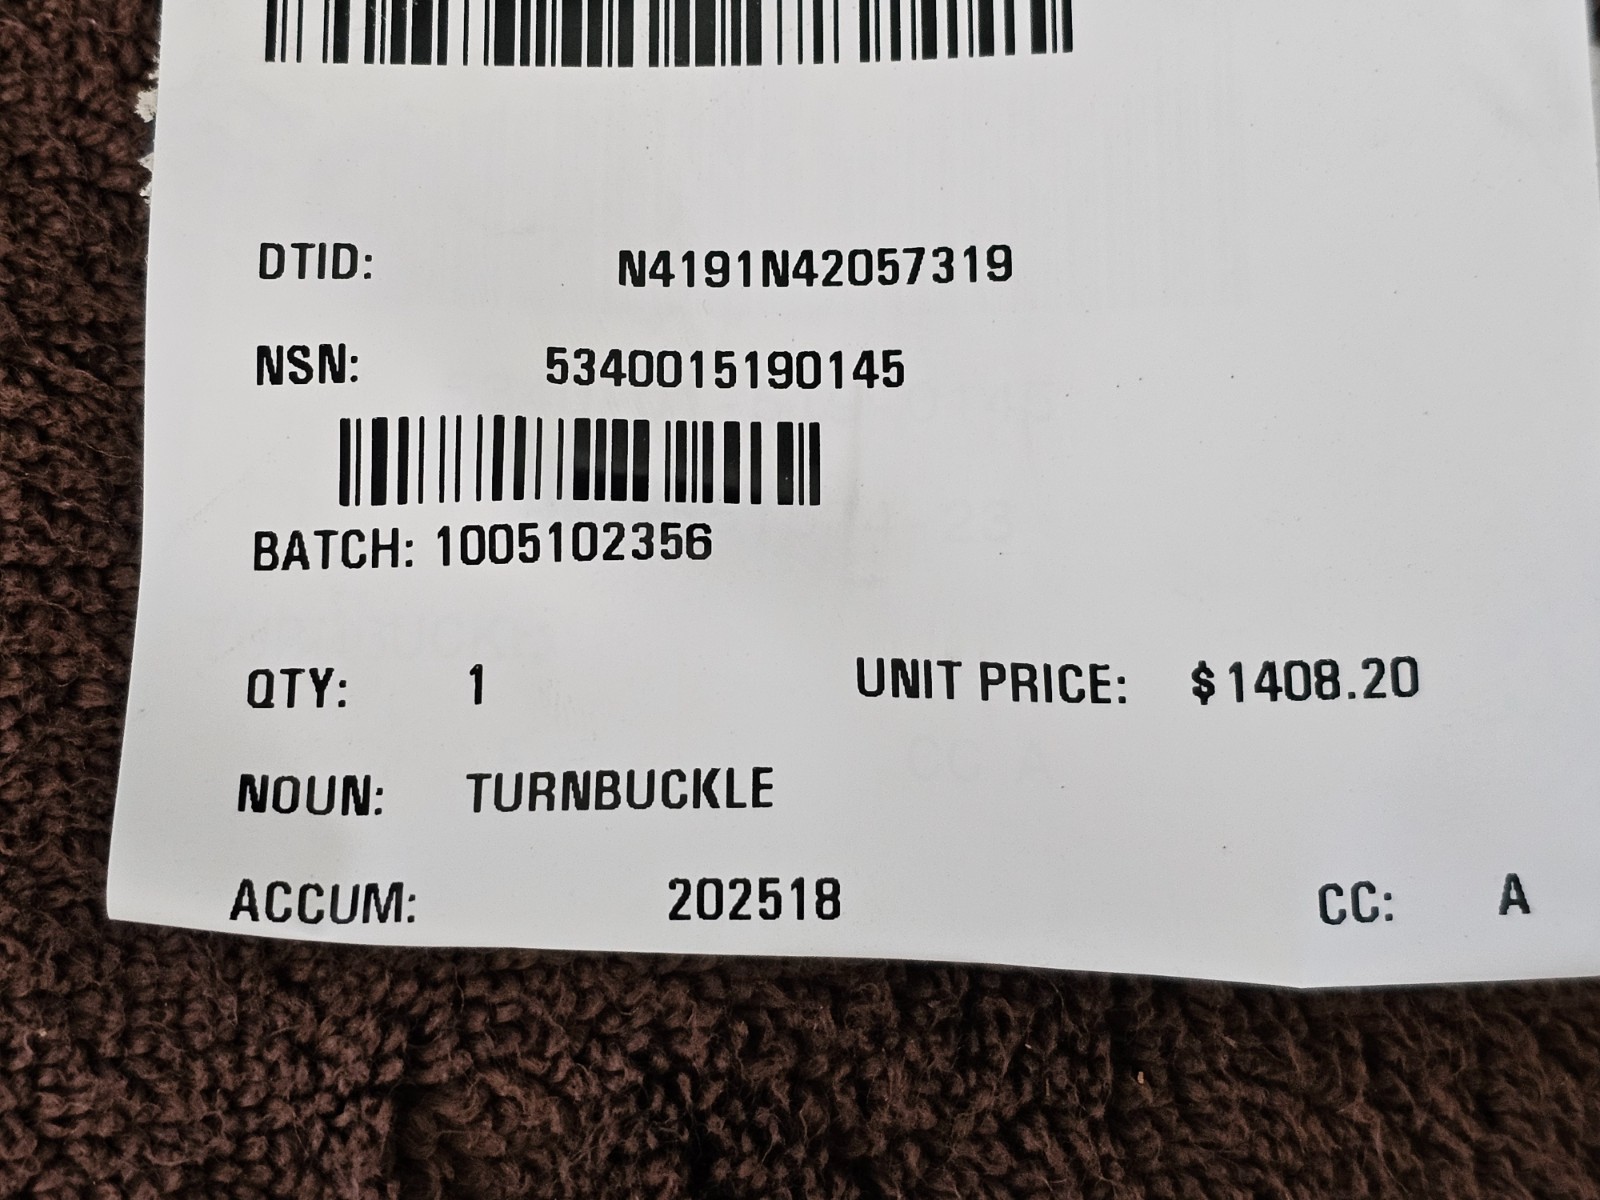 DTID: N4191N42057319
NSN: 5340015190145
BATCH: 1005102356
QTY: 1 UNIT PRICE: $1408.20
NOUN: TURNBUCKLE
ACCUM: 202518 CC: A